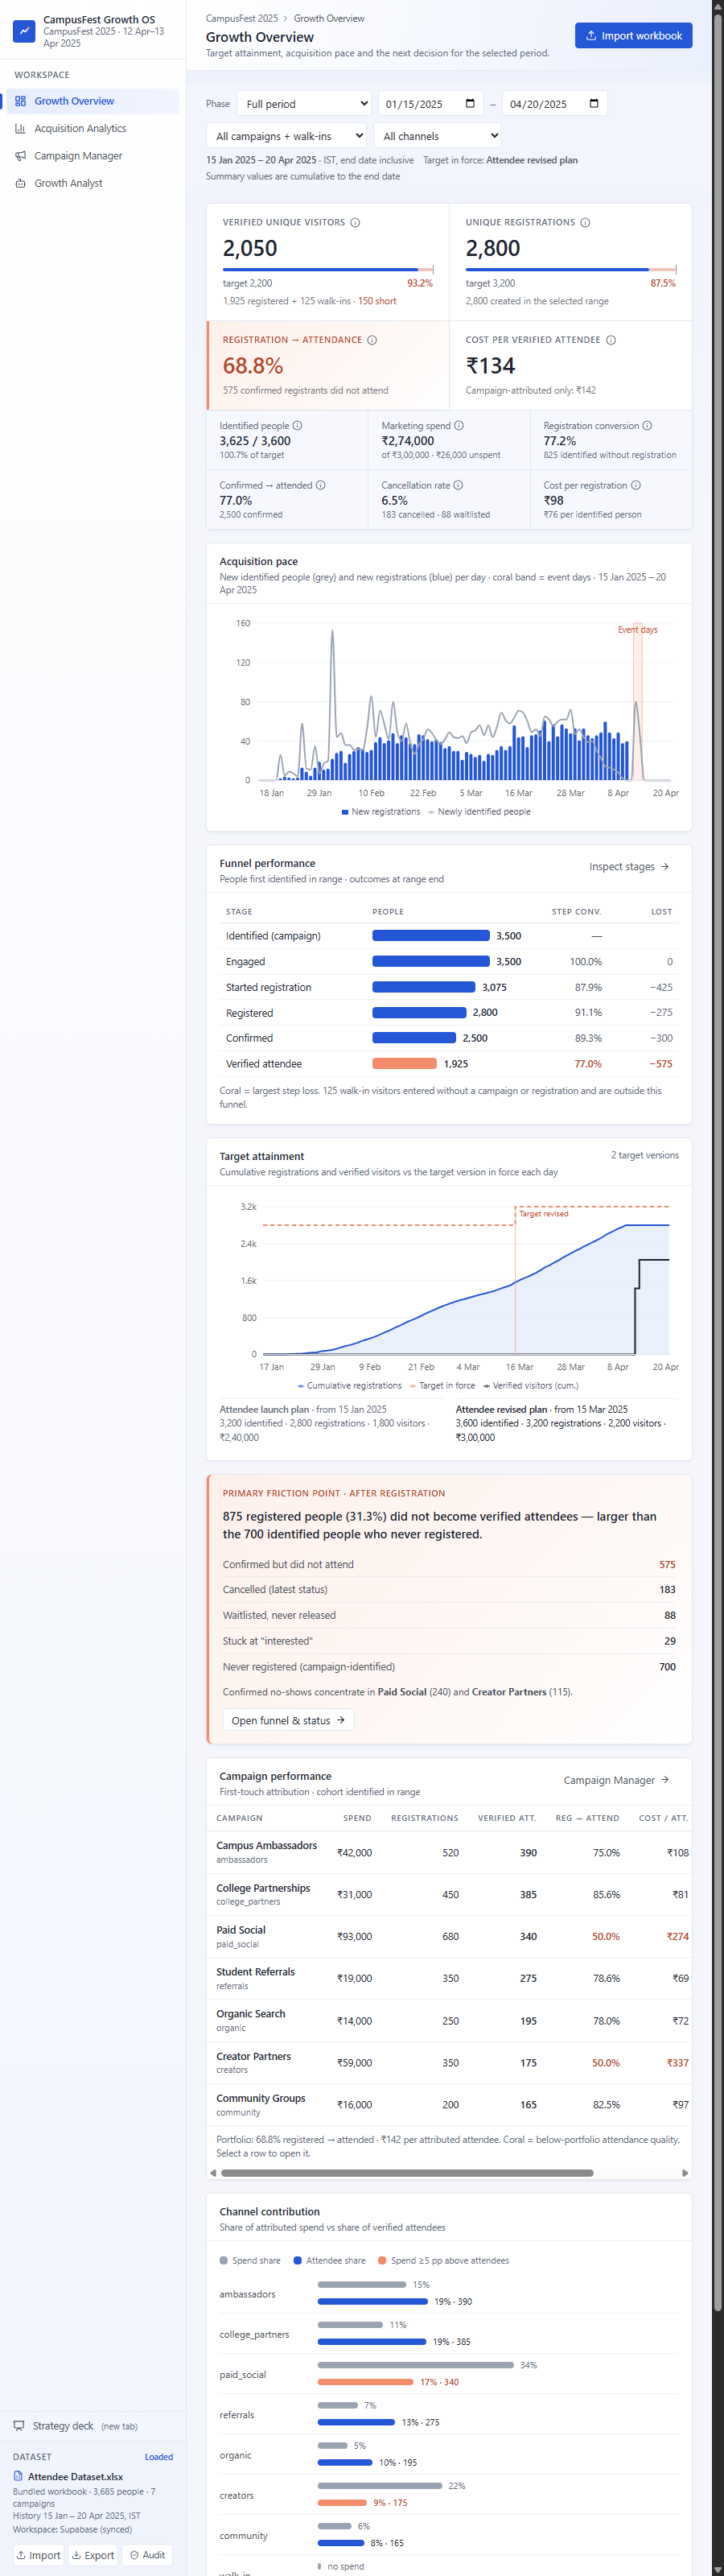 CampusFest Growth OS
CampusFest 2025 · 12 Apr–13
Apr 2025
WORKSPACE
Growth Overview
Acquisition Analytics
Campaign Manager
Growth Analyst
CampusFest 2025 > Growth Overview
Growth Overview
Target attainment, acquisition pace and the next decision for the selected period.
Import workbook
Phase Full period 01/15/2025 – 04/20/2025
All campaigns + walk-ins All channels
15 Jan 2025 – 20 Apr 2025 · IST, end date inclusive Target in force: Attendee revised plan
Summary values are cumulative to the end date
VERIFIED UNIQUE VISITORS
2,050
target 2,200 93.2%
1,925 registered + 125 walk-ins · 150 short
UNIQUE REGISTRATIONS
2,800
target 3,200 87.5%
2,800 created in the selected range
REGISTRATION → ATTENDANCE
68.8%
575 confirmed registrants did not attend
COST PER VERIFIED ATTENDEE
₹134
Campaign-attributed only: ₹142
Identified people
3,625 / 3,600
100.7% of target
Marketing spend
₹2,74,000
of ₹3,00,000 · ₹26,000 unspent
Registration conversion
77.2%
825 identified without registration
Confirmed → attended
77.0%
2,500 confirmed
Cancellation rate
6.5%
183 cancelled · 88 waitlisted
Cost per registration
₹98
₹76 per identified person
Acquisition pace
New identified people (grey) and new registrations (blue) per day · coral band = event days · 15 Jan 2025 – 20
Apr 2025
160
120
80
40
0
Event days
18 Jan 29 Jan 10 Feb 22 Feb 5 Mar 16 Mar 28 Mar 8 Apr 20 Apr
New registrations Newly identified people
Funnel performance
People first identified in range · outcomes at range end
Inspect stages →
STAGE PEOPLE STEP CONV. LOST
Identified (campaign) 3,500 —
Engaged 3,500 100.0% 0
Started registration 3,075 87.9% −425
Registered 2,800 91.1% −275
Confirmed 2,500 89.3% −300
Verified attendee 1,925 77.0% −575
Coral = largest step loss. 125 walk-in visitors entered without a campaign or registration and are outside this
funnel.
Target attainment
2 target versions
Cumulative registrations and verified visitors vs the target version in force each day
3.2k
2.4k
1.6k
800
0
Target revised
17 Jan 29 Jan 9 Feb 21 Feb 4 Mar 16 Mar 28 Mar 8 Apr 20 Apr
Cumulative registrations Target in force Verified visitors (cum.)
Attendee launch plan · from 15 Jan 2025
3,200 identified · 2,800 registrations · 1,800 visitors ·
₹2,40,000
Attendee revised plan · from 15 Mar 2025
3,600 identified · 3,200 registrations · 2,200 visitors ·
₹3,00,000
PRIMARY FRICTION POINT · AFTER REGISTRATION
875 registered people (31.3%) did not become verified attendees — larger than
the 700 identified people who never registered.
Confirmed but did not attend 575
Cancelled (latest status) 183
Waitlisted, never released 88
Stuck at "interested" 29
Never registered (campaign-identified) 700
Confirmed no-shows concentrate in Paid Social (240) and Creator Partners (115).
Open funnel & status →
Campaign performance
First-touch attribution · cohort identified in range
Campaign Manager →
CAMPAIGN SPEND REGISTRATIONS VERIFIED ATT. REG → ATTEND COST / ATT.
Campus Ambassadors
ambassadors
₹42,000 520 390 75.0% ₹108
College Partnerships
college_partners
₹31,000 450 385 85.6% ₹81
Paid Social
paid_social
₹93,000 680 340 50.0% ₹274
Student Referrals
referrals
₹19,000 350 275 78.6% ₹69
Organic Search
organic
₹14,000 250 195 78.0% ₹72
Creator Partners
creators
₹59,000 350 175 50.0% ₹337
Community Groups
community
₹16,000 200 165 82.5% ₹97
Portfolio: 68.8% registered → attended · ₹142 per attributed attendee. Coral = below-portfolio attendance quality.
Select a row to open it.
Channel contribution
Share of attributed spend vs share of verified attendees
Spend share Attendee share Spend ≥5 pp above attendees
ambassadors
15%
19% · 390
college_partners
11%
19% · 385
paid_social
34%
17% · 340
referrals
7%
13% · 275
organic
5%
10% · 195
creators
22%
9% · 175
community
6%
8% · 165
walk-in
no spend
Strategy deck (new tab)
DATASET Loaded
Attendee Dataset.xlsx
Bundled workbook · 3,685 people · 7
campaigns
History 15 Jan – 20 Apr 2025, IST
Workspace: Supabase (synced)
Import Export Audit